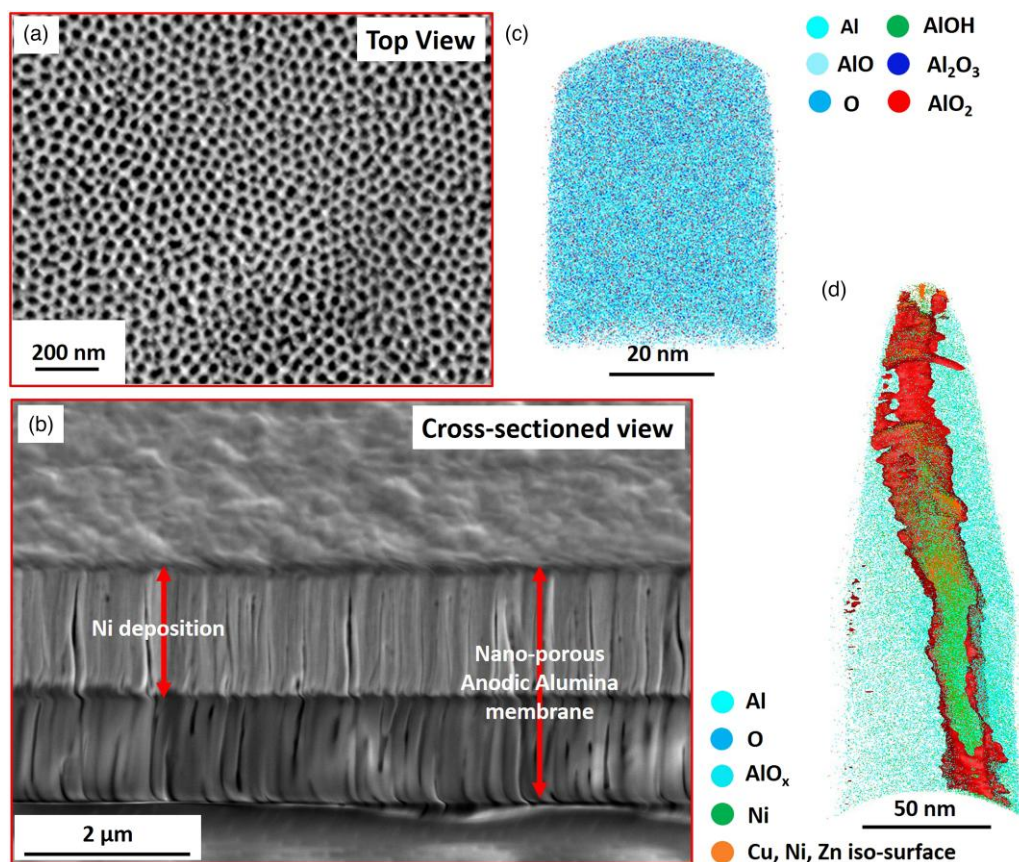 (a)
Top View
200 nm
(b)
Cross-sectioned view
Ni deposition
Nano-porous
Anodic Alumina
membrane
2 μm
(c)
20 nm
Al
AlOH
AlO
Al₂O₃
O
AlO₂
(d)
50 nm
Al
O
AlOₓ
Ni
Cu, Ni, Zn iso-surface